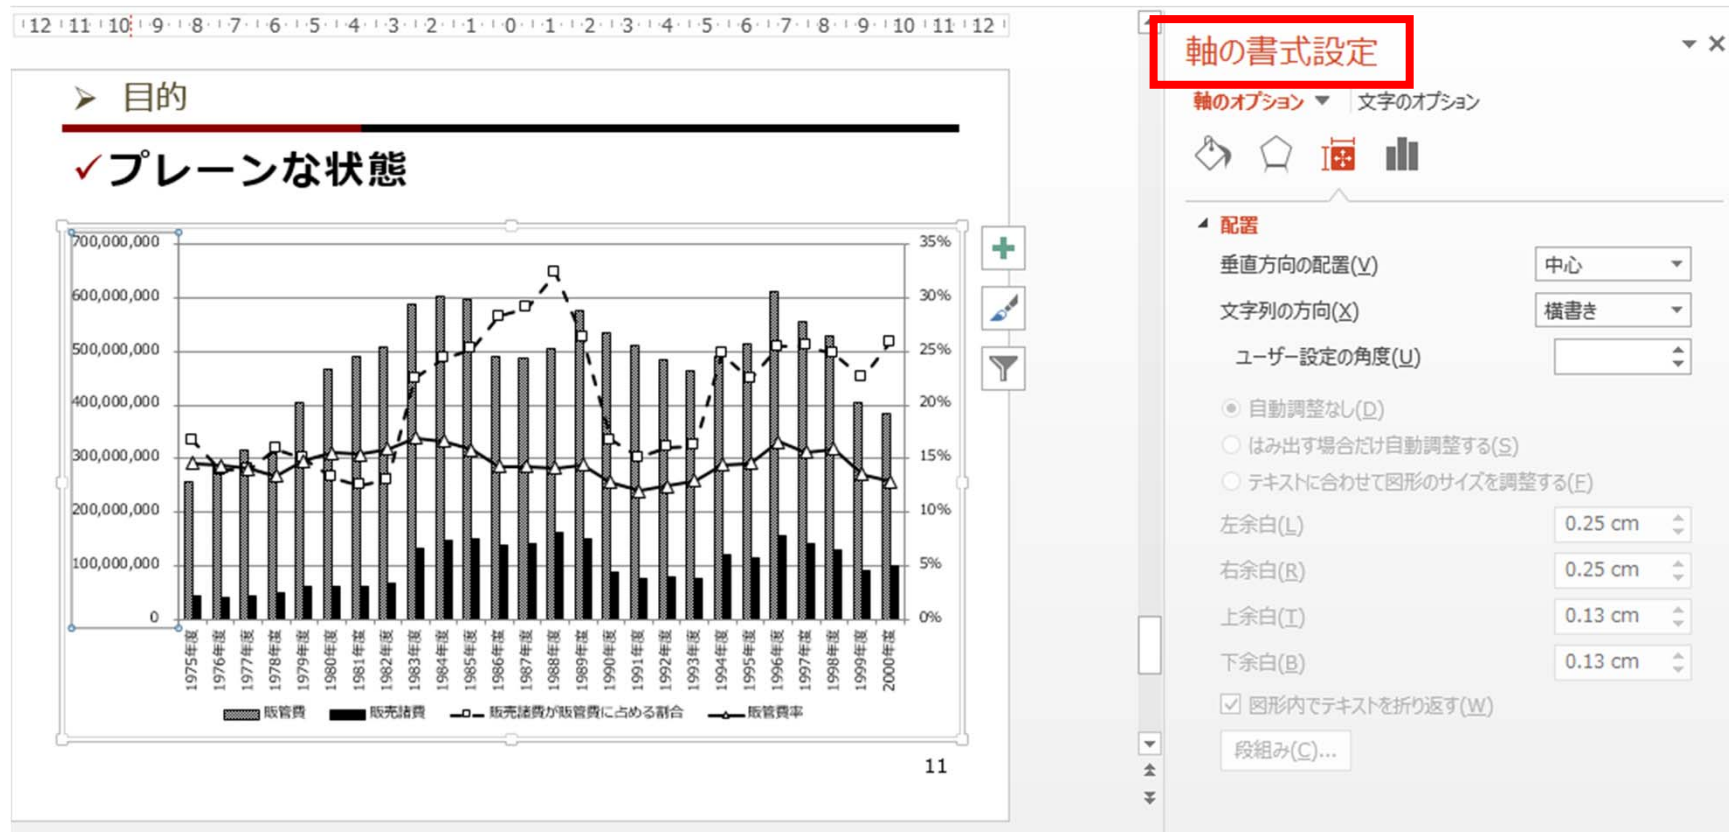 12 11 10 9 8 7 6 5 4 3 2 1 0 1 2 3 4 5 6 7 8 9 10 11 12
目的
プレーンな状態
700,000,000
600,000,000
500,000,000
400,000,000
300,000,000
200,000,000
100,000,000
0
35%
30%
25%
20%
15%
10%
5%
0%
1975年度
1976年度
1977年度
1978年度
1979年度
1980年度
1981年度
1982年度
1983年度
1984年度
1985年度
1986年度
1987年度
1988年度
1989年度
1990年度
1991年度
1992年度
1993年度
1994年度
1995年度
1996年度
1997年度
1998年度
1999年度
2000年度
販管費 販売諸費 販売諸費が販管費に占める割合 販管費率
11
軸の書式設定
軸のオプション 文字のオプション
配置
垂直方向の配置(V) 中心
文字列の方向(X) 横書き
ユーザー設定の角度(U)
自動調整なし(D)
はみ出す場合だけ自動調整する(S)
テキストに合わせて図形のサイズを調整する(F)
左余白(L) 0.25 cm
右余白(R) 0.25 cm
上余白(T) 0.13 cm
下余白(B) 0.13 cm
図形内でテキストを折り返す(W)
段組み(C)...